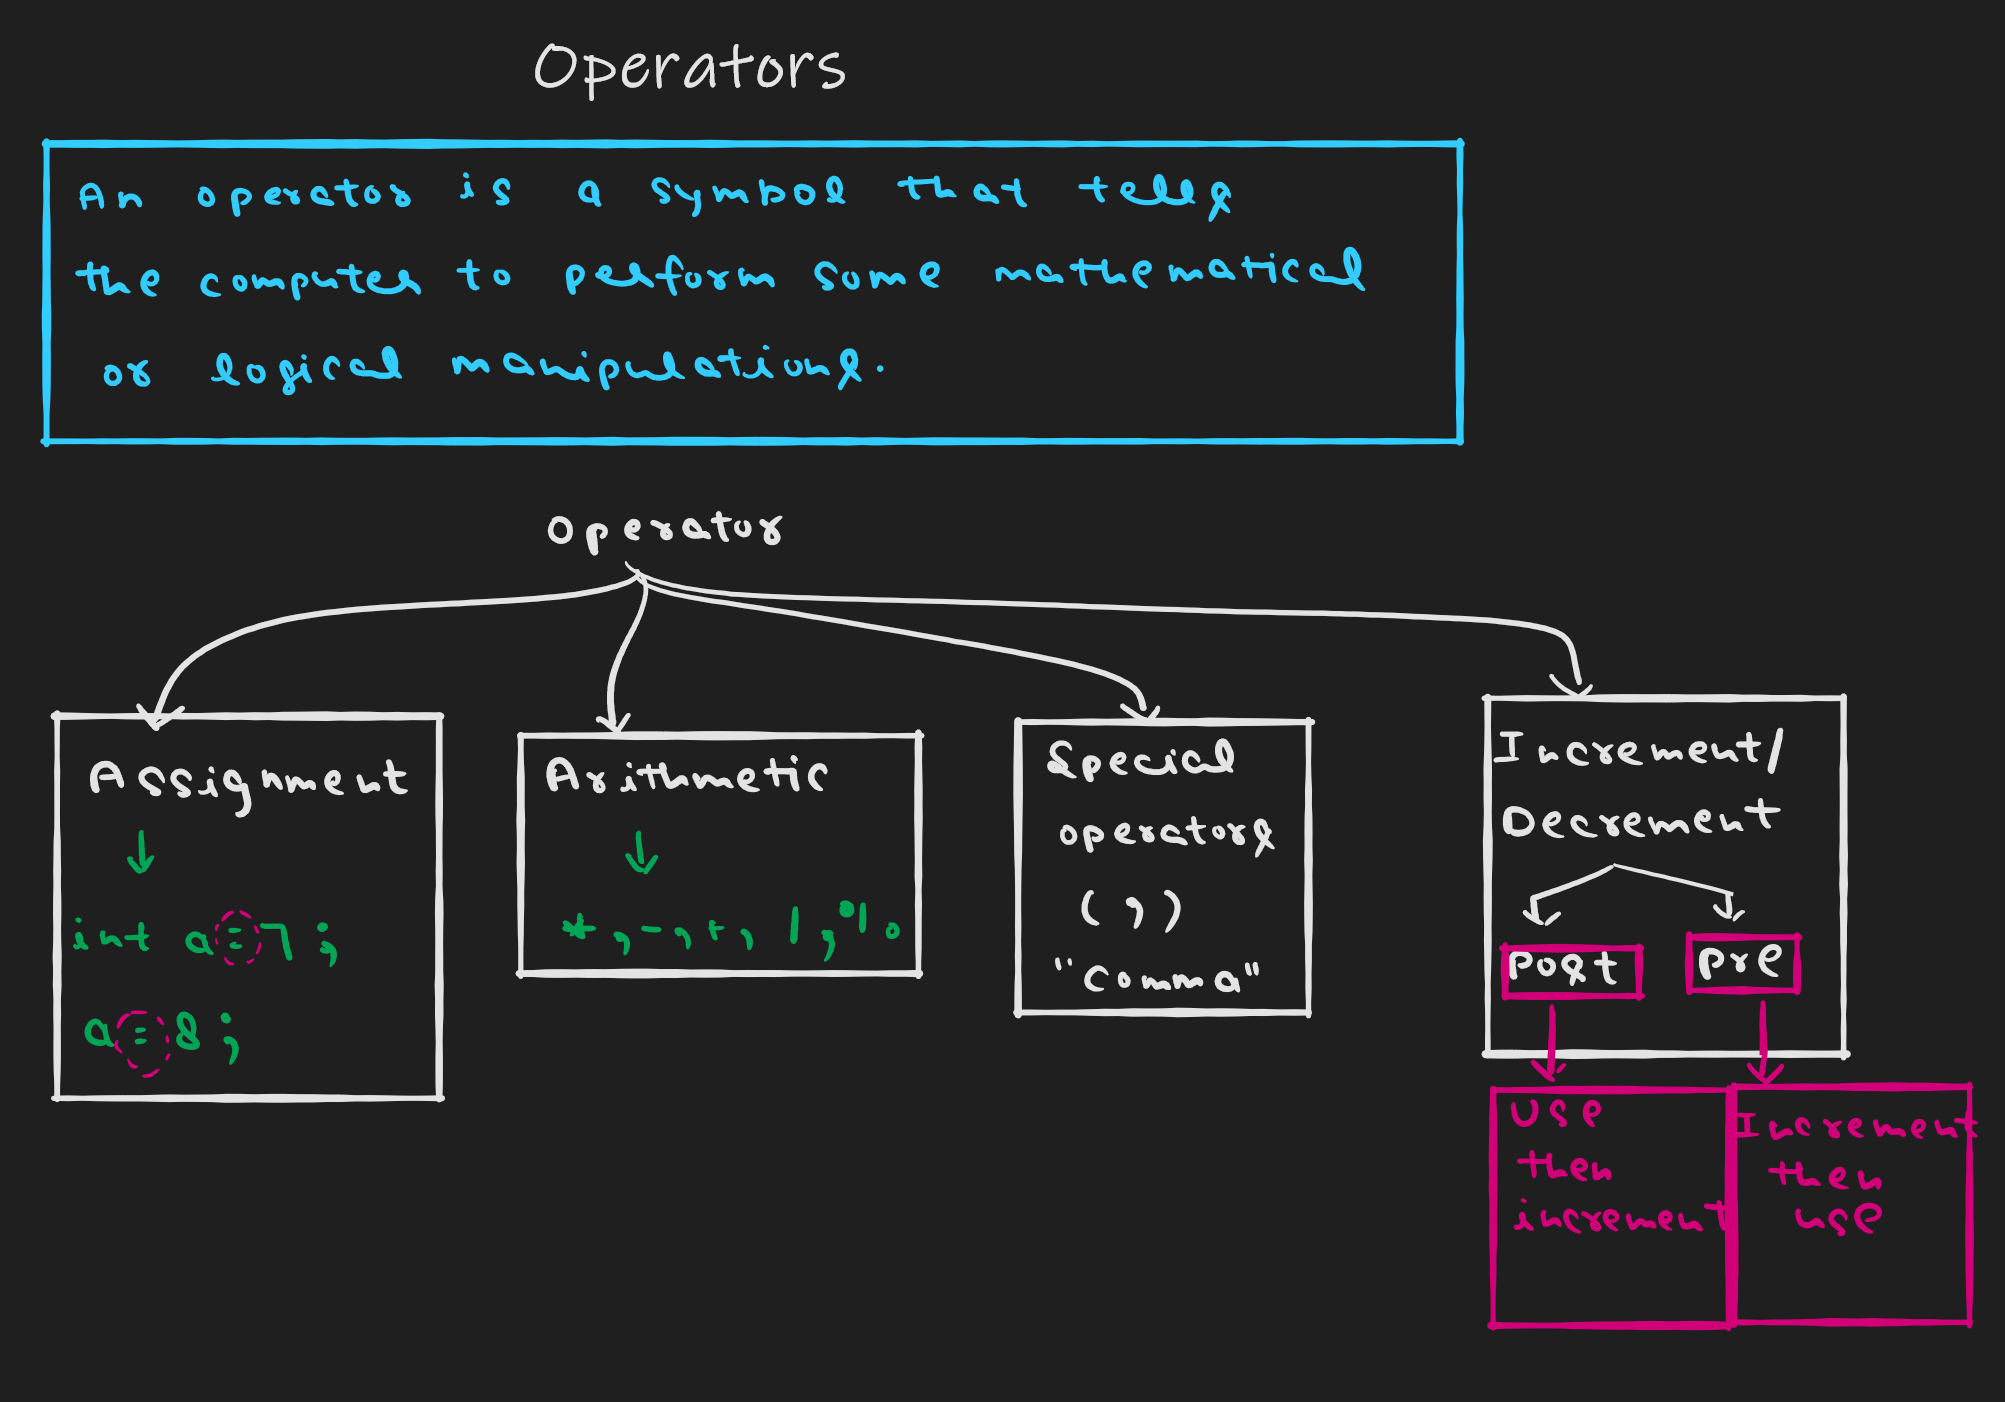 Operators
An operator is a symbol that tells
the computer to perform some mathematical
or logical manipulations.
Operator
Assignment
int a=7;
a=8;
Arithmetic
*,-,+, /,%
Special
operators
(,)
"Comma"
Increment/
Decrement
Post
Pre
Use
then
increment
Increment
then
use